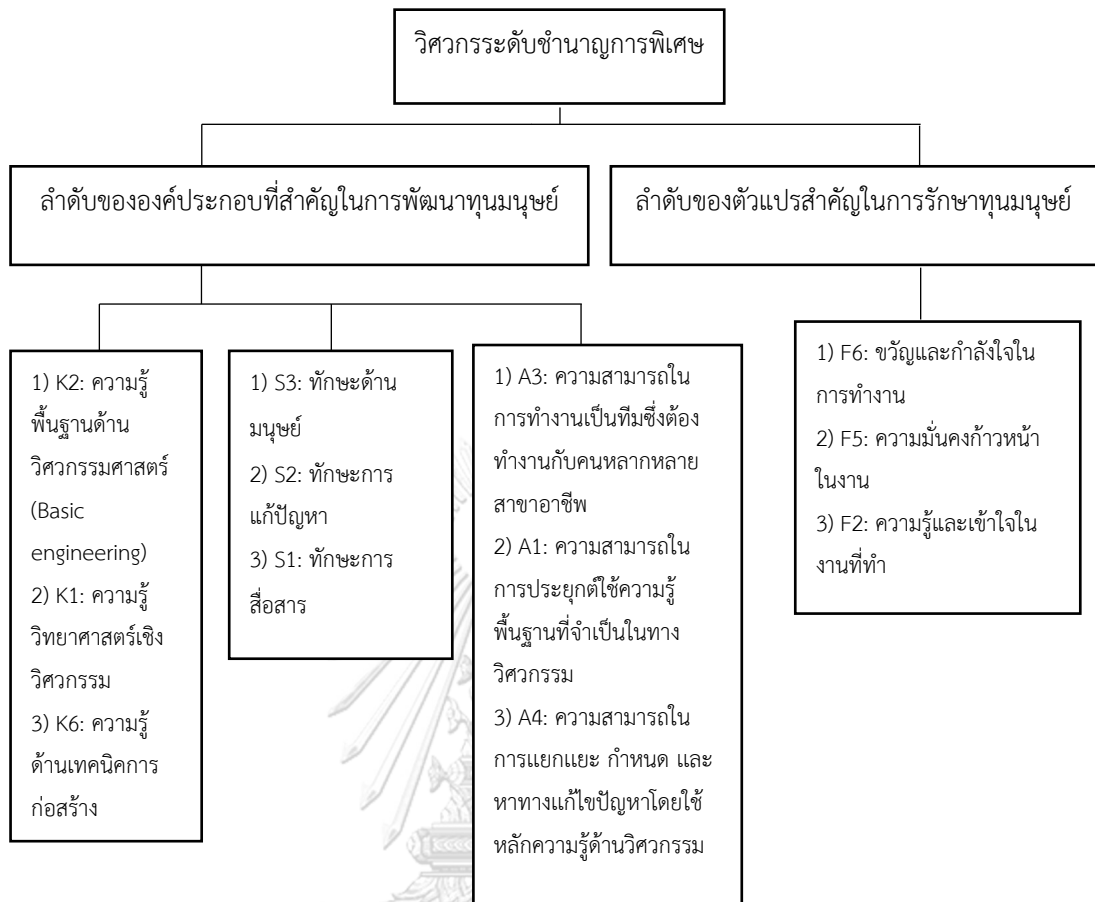 วิศวกรระดับชำนาญการพิเศษ
ลำดับขององค์ประกอบที่สำคัญในการพัฒนาทุนมนุษย์
ลำดับของตัวแปรสำคัญในการรักษาทุนมนุษย์
1) K2: ความรู้
พื้นฐานด้าน
วิศวกรรมศาสตร์
(Basic
engineering)
2) K1: ความรู้
วิทยาศาสตร์เชิง
วิศวกรรม
3) K6: ความรู้
ด้านเทคนิคการ
ก่อสร้าง
1) S3: ทักษะด้าน
มนุษย์
2) S2: ทักษะการ
แก้ปัญหา
3) S1: ทักษะการ
สื่อสาร
1) A3: ความสามารถใน
การทำงานเป็นทีมซึ่งต้อง
ทำงานกับคนหลากหลาย
สาขาอาชีพ
2) A1: ความสามารถใน
การประยุกต์ใช้ความรู้
พื้นฐานที่จำเป็นในทาง
วิศวกรรม
3) A4: ความสามารถใน
การแยกแยะ กำหนด และ
หาทางแก้ไขปัญหาโดยใช้
หลักความรู้ด้านวิศวกรรม
1) F6: ขวัญและกำลังใจใน
การทำงาน
2) F5: ความมั่นคงก้าวหน้า
ในงาน
3) F2: ความรู้และเข้าใจใน
งานที่ทำ